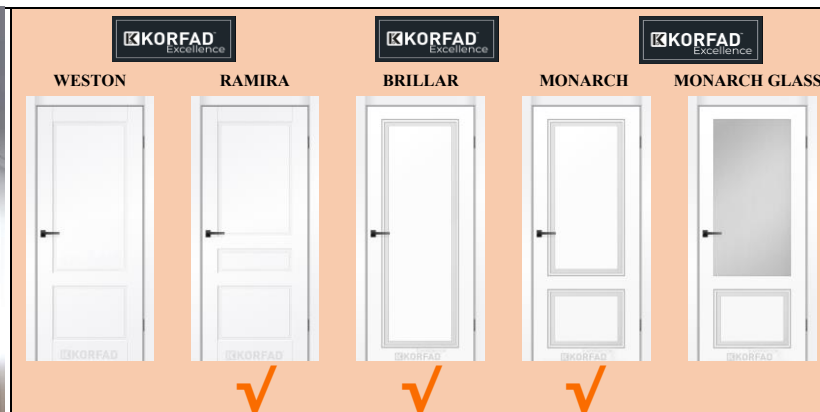 KORFAD Excellence
KORFAD Excellence
KORFAD Excellence
WESTON
RAMIRA
BRILLAR
MONARCH
MONARCH GLASS
KORFAD
KORFAD
KORFAD
KORFAD
KORFAD
√
√
√